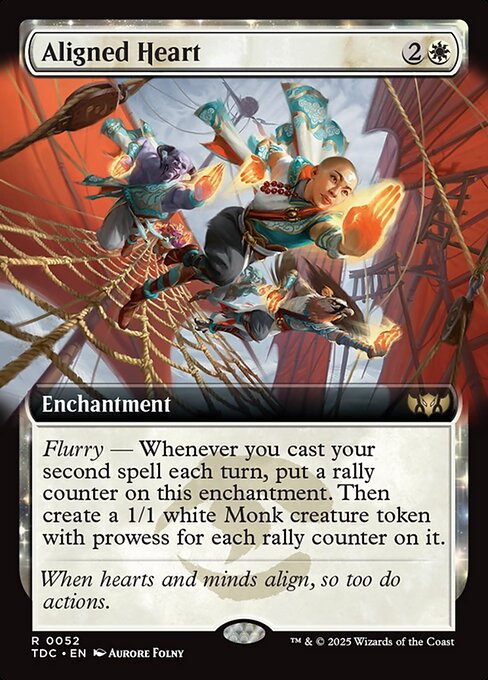 Aligned Heart 2
Enchantment
Flurry — Whenever you cast your
second spell each turn, put a rally
counter on this enchantment. Then
create a 1/1 white Monk creature token
with prowess for each rally counter on it.
When hearts and minds align, so too do
actions.
R 0052
TDC • EN Aurore Folny
™ & © 2025 Wizards of the Coast